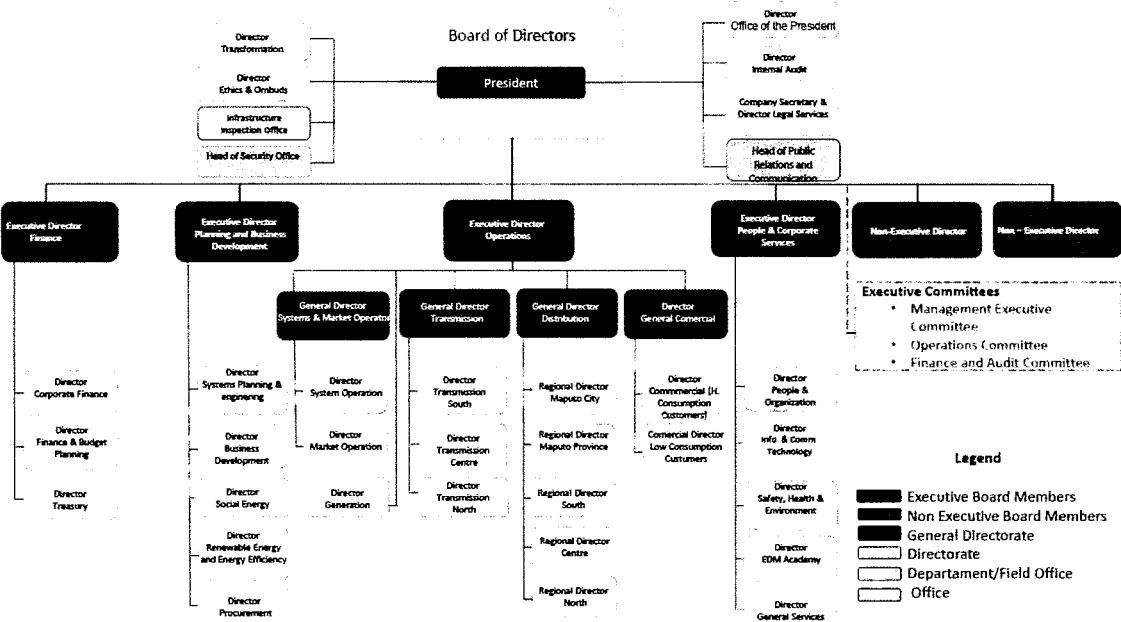 Board of Directors
President
Director
Transformation
Director
Ethics & Ombuds
Infrastructure
Inspection Office
Head of Security Office
Director
Office of the President
Director
Internal Audit
Company Secretary &
Director Legal Services
Head of Public
Relations and
Communication
Executive Director
Finance
Executive Director
Planning and Business
Development
Executive Director
Operations
Executive Director
People & Corporate
Services
Non-Executive Director
Non – Executive Director
General Director
Systems & Market Operator
General Director
Transmission
General Director
Distribution
Director
General Comercial
Executive Committees
• Management Executive
Committee
• Operations Committee
• Finance and Audit Committee
Director
Corporate Finance
Director
Finance & Budget
Planning
Director
Treasury
Director
Systems Planning &
enginering
Director
Business
Development
Director
Social Energy
Director
Renewable Energy
and Energy Efficiency
Director
Procurement
Director
System Operation
Director
Market Operation
Director
Generation
Director
Transmission
South
Director
Transmission
Centre
Director
Transmission
North
Regional Director
Maputo City
Regional Director
Maputo Province
Regional Director
South
Regional Director
Centre
Regional Director
North
Director
Commmercial (H.
Consumption
Customers)
Comercial Director
Low Consumption
Custumers
Director
People &
Organization
Director
Info. & Comm
Technology
Director
Safety, Health &
Environment
Director
EDM Academy
Director
General Services
Legend
Executive Board Members
Non Executive Board Members
General Directorate
Directorate
Departament/Field Office
Office